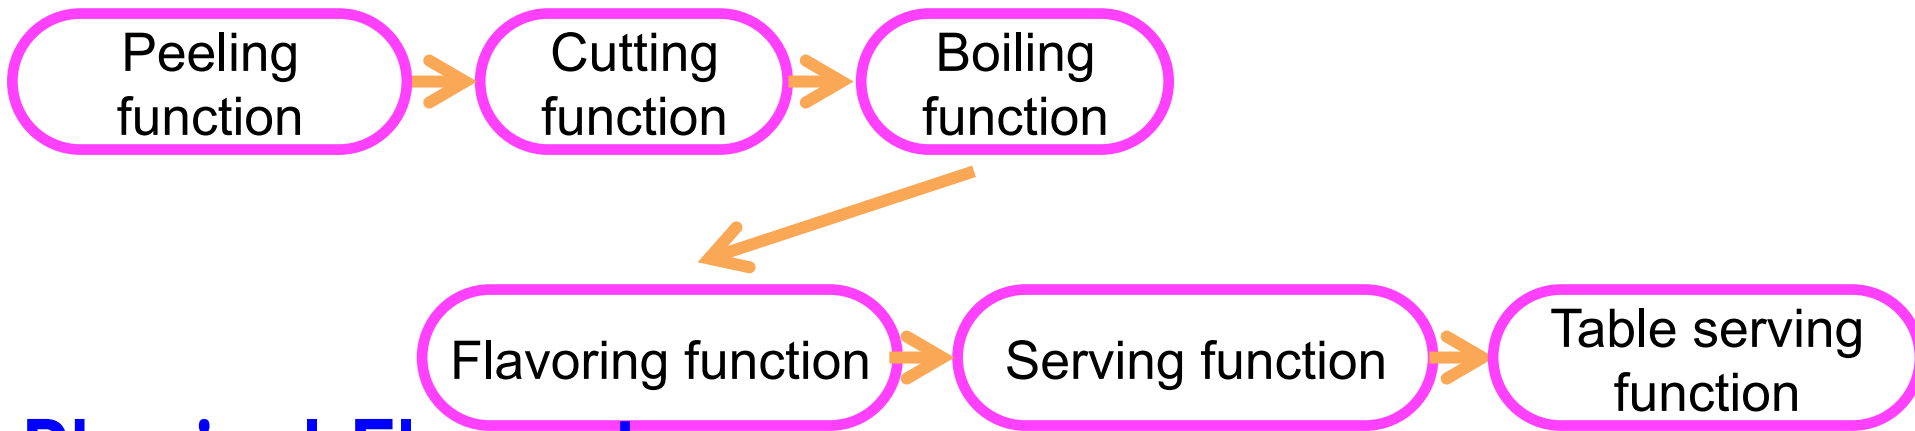 Peeling
function
Cutting
function
Boiling
function
Flavoring function
Serving function
Table serving
function